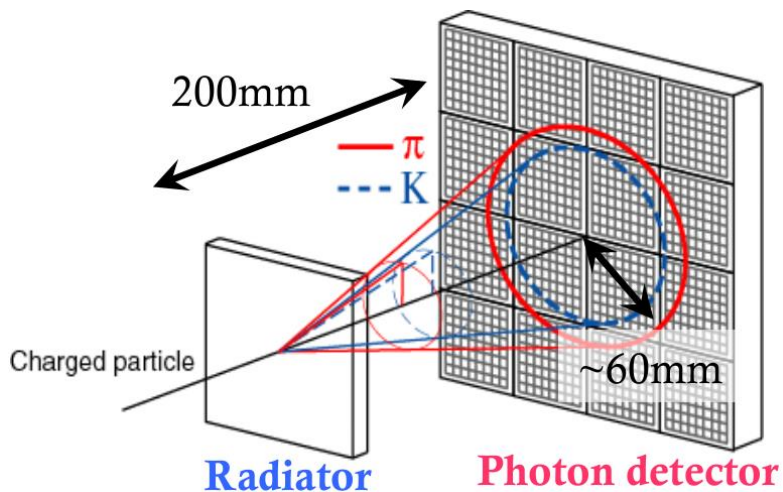 200mm
π
K
Charged particle
~60mm
Radiator
Photon detector